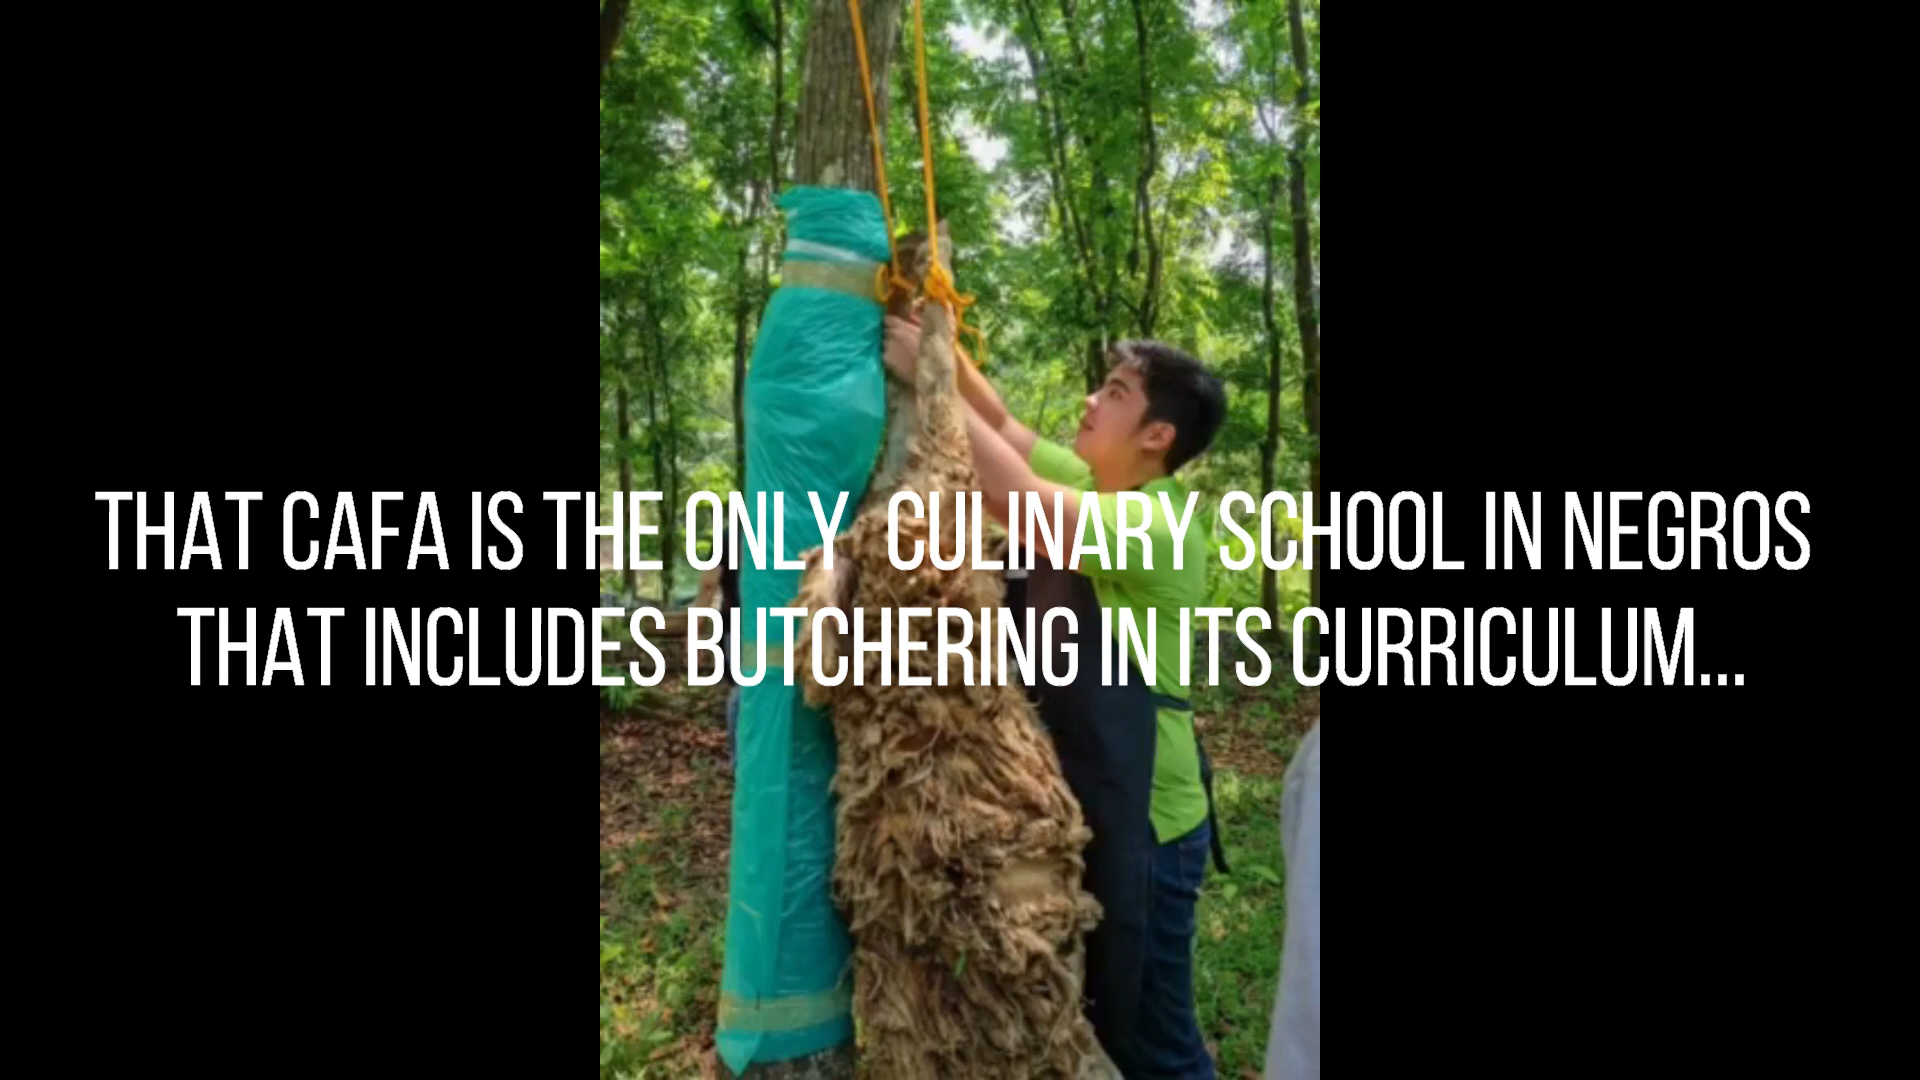 THAT CAFA IS THE ONLY CULINARY SCHOOL IN NEGROS
THAT INCLUDES BUTCHERING IN ITS CURRICULUM...